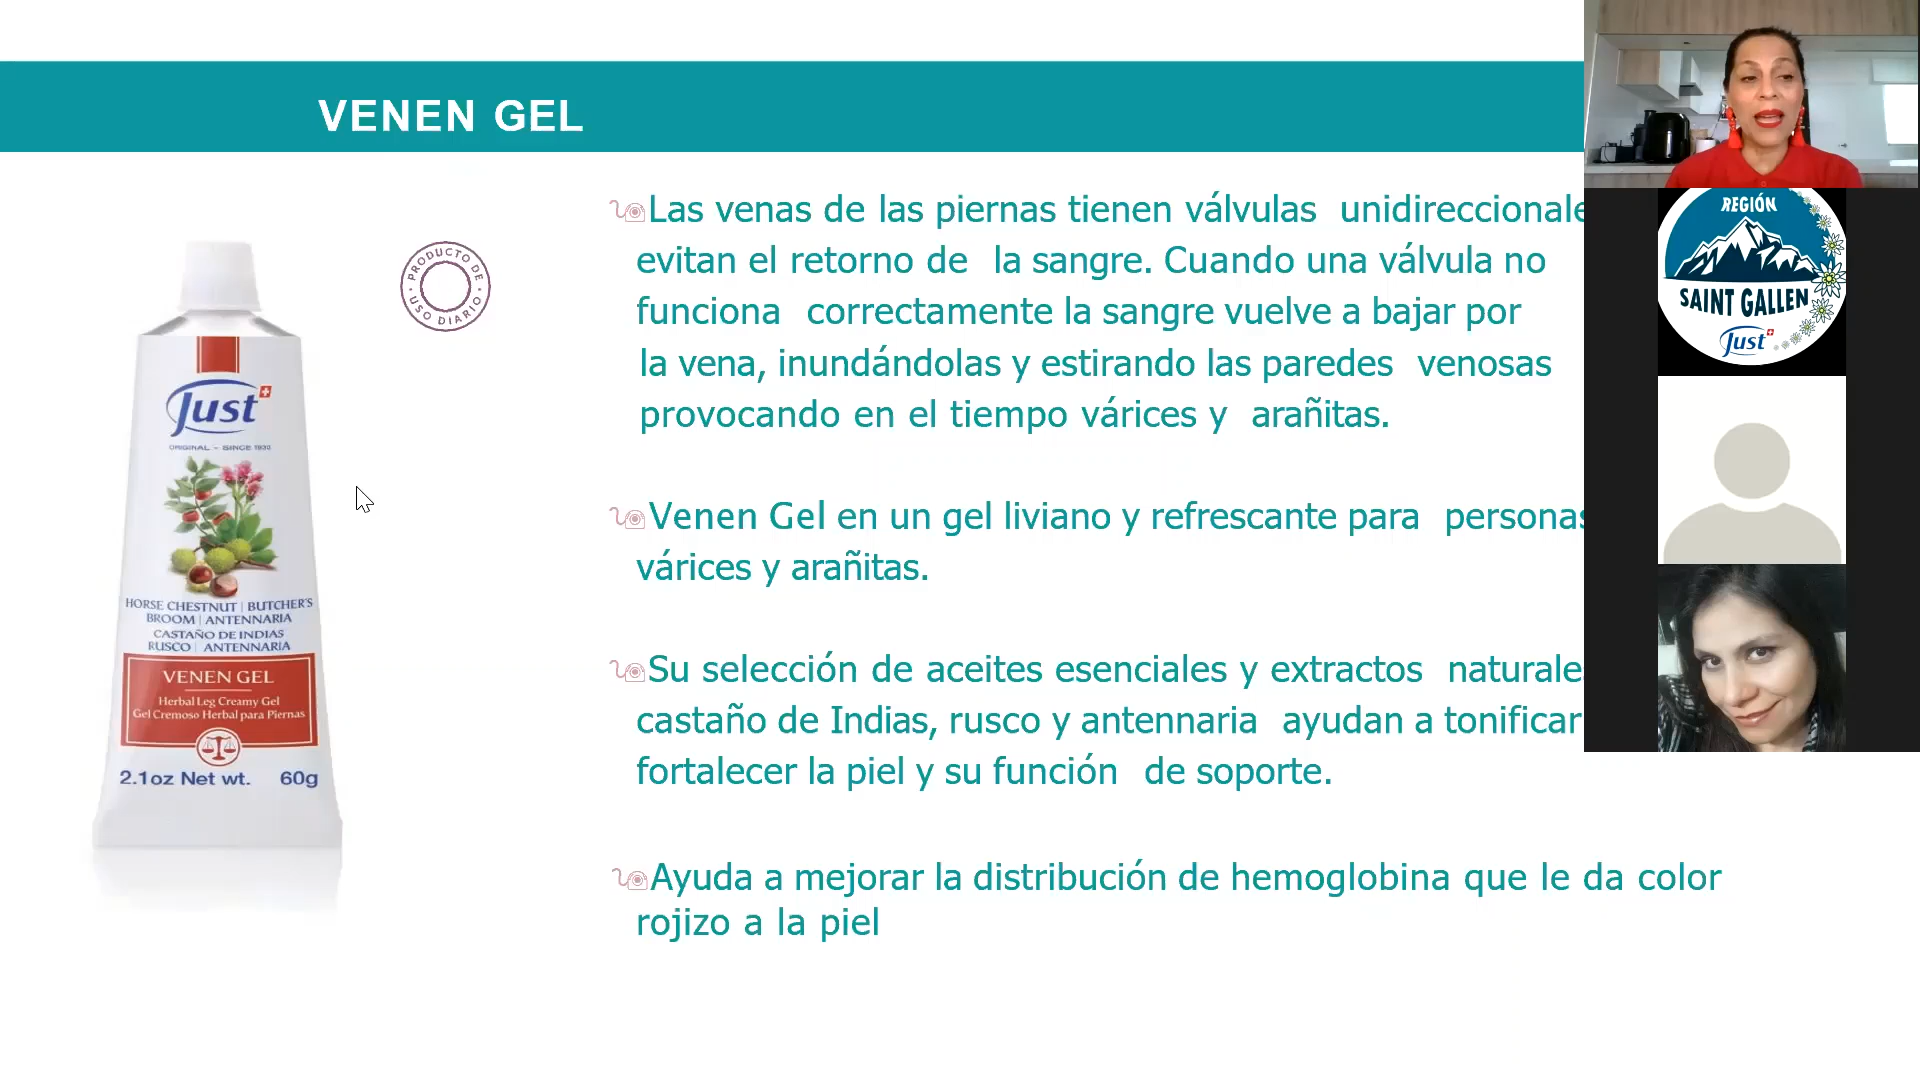 VENEN GEL
Las venas de las piernas tienen válvulas unidireccionale
evitan el retorno de la sangre. Cuando una válvula no
funciona correctamente la sangre vuelve a bajar por
la vena, inundándolas y estirando las paredes venosas
provocando en el tiempo várices y arañitas.
Venen Gel en un gel liviano y refrescante para personas
várices y arañitas.
Su selección de aceites esenciales y extractos naturale
castaño de Indias, rusco y antennaria ayudan a tonificar
fortalecer la piel y su función de soporte.
Ayuda a mejorar la distribución de hemoglobina que le da color
rojizo a la piel
PRODUCTO DE
USO DIARIO
Just
ORIGINAL – SINCE 1930
HORSE CHESTNUT | BUTCHER'S
BROOM | ANTENNARIA
CASTAÑO DE INDIAS
RUSCO | ANTENNARIA
VENEN GEL
Herbal Leg Creamy Gel
Gel Cremoso Herbal para Piernas
2.1oz Net wt. 60g
REGIÓN
SAINT GALLEN
Just